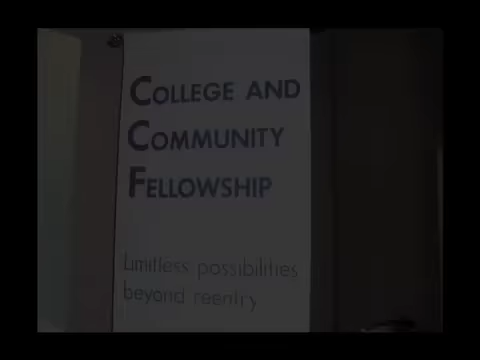 COLLEGE AND
COMMUNITY
FELLOWSHIP
Limitless possibilities
beyond reentry